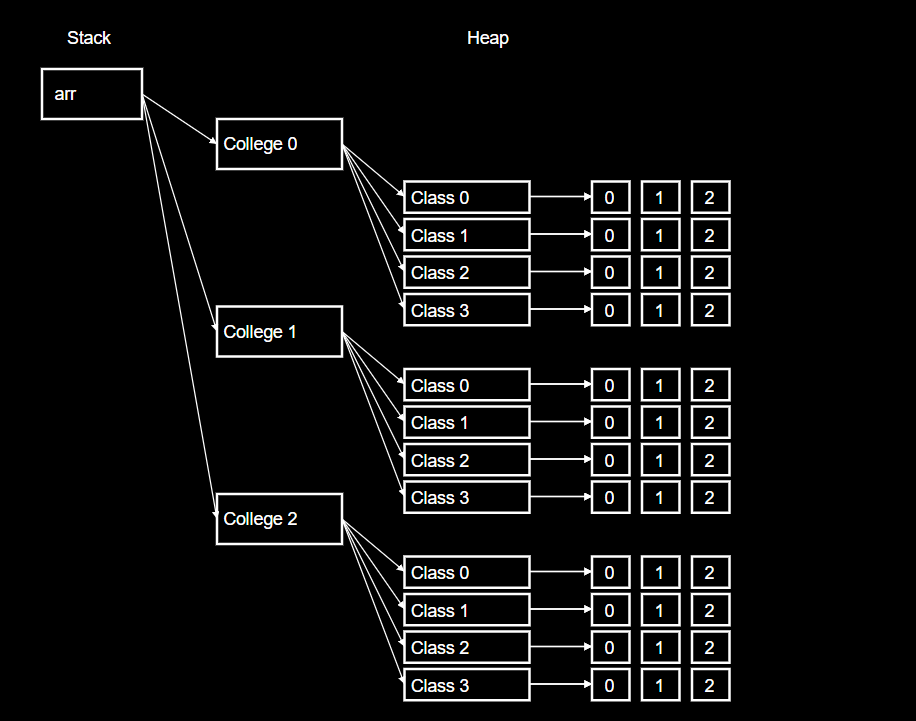 Stack Heap
arr
College 0
Class 0 0 1 2
Class 1 0 1 2
Class 2 0 1 2
Class 3 0 1 2
College 1
Class 0 0 1 2
Class 1 0 1 2
Class 2 0 1 2
Class 3 0 1 2
College 2
Class 0 0 1 2
Class 1 0 1 2
Class 2 0 1 2
Class 3 0 1 2